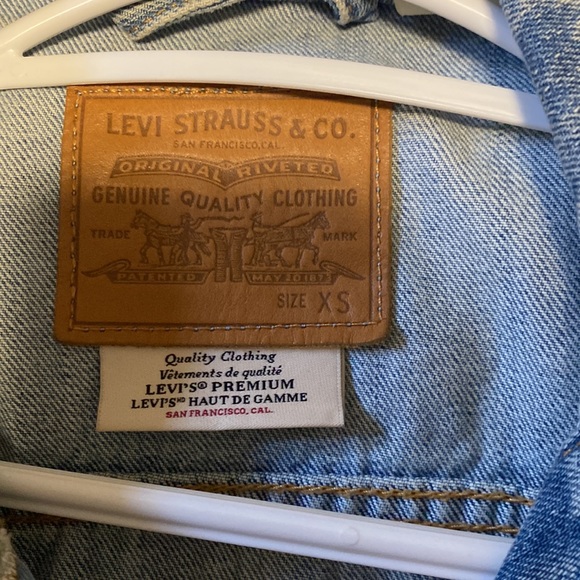 LEVI STRAUSS & CO.
SAN FRANCISCO, CAL.
ORIGINAL RIVETED
GENUINE QUALITY CLOTHING
TRADE MARK
PATENTED MAY 20 187
SIZE XS
Quality Clothing
Vêtements de qualité
LEVI'S® PREMIUM
LEVI'S HAUT DE GAMME
SAN FRANCISCO, CAL.